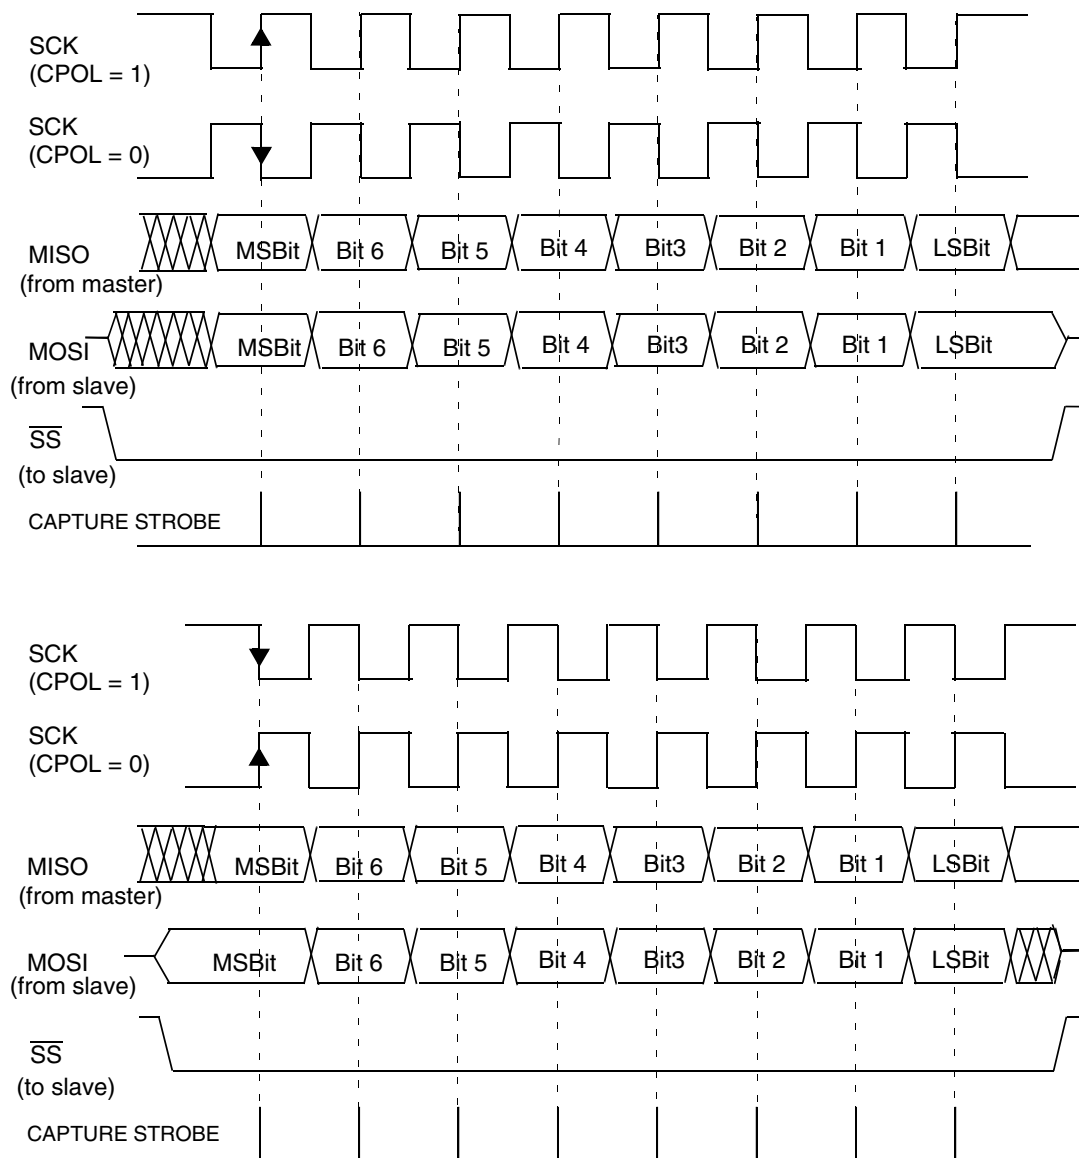 SCK
(CPOL = 1)
SCK
(CPOL = 0)
MISO
(from master)
MSBit Bit 6 Bit 5 Bit 4 Bit3 Bit 2 Bit 1 LSBit
MOSI
(from slave)
MSBit Bit 6 Bit 5 Bit 4 Bit3 Bit 2 Bit 1 LSBit
SS
(to slave)
CAPTURE STROBE
SCK
(CPOL = 1)
SCK
(CPOL = 0)
MISO
(from master)
MSBit Bit 6 Bit 5 Bit 4 Bit3 Bit 2 Bit 1 LSBit
MOSI
(from slave)
MSBit Bit 6 Bit 5 Bit 4 Bit3 Bit 2 Bit 1 LSBit
SS
(to slave)
CAPTURE STROBE